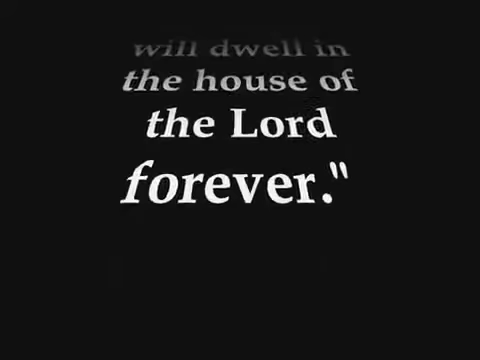 will dwell in
the house of
the Lord
forever."